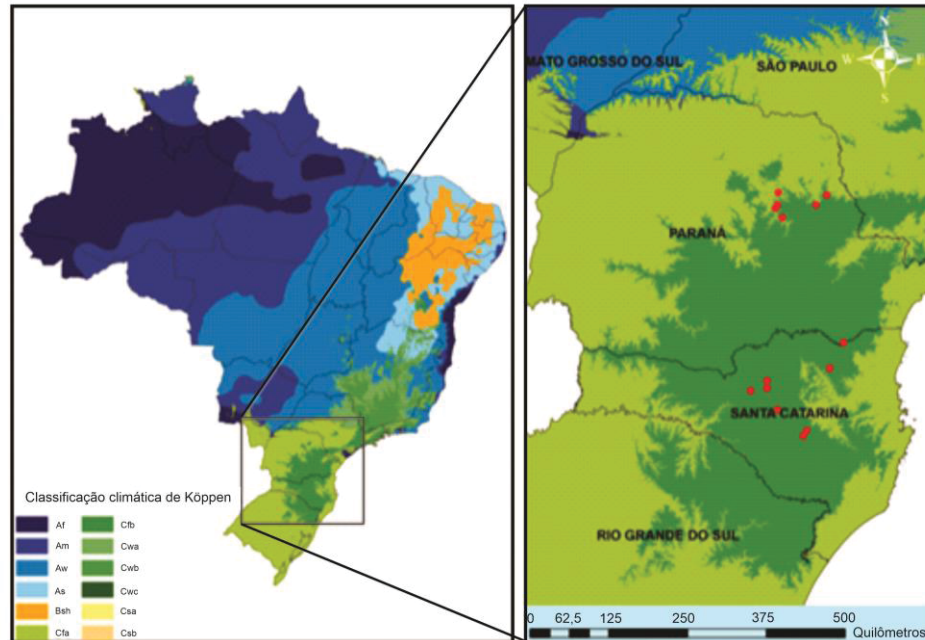 Classificação climática de Köppen
Af
Am
Aw
As
Bsh
Cfa
Cfb
Cwa
Cwb
Cwc
Csa
Csb
MATO GROSSO DO SUL
SÃO PAULO
N
W E
S
PARANÁ
SANTA CATARINA
RIO GRANDE DO SUL
0 62,5 125 250 375 500
Quilômetros